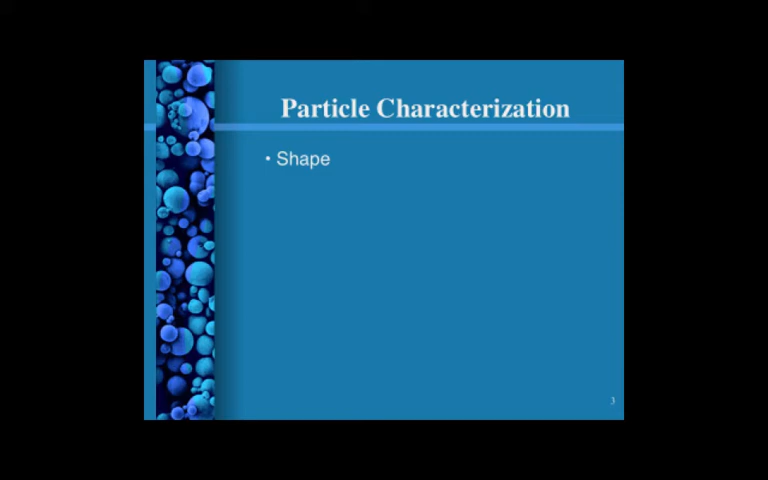 Particle Characterization
• Shape
3